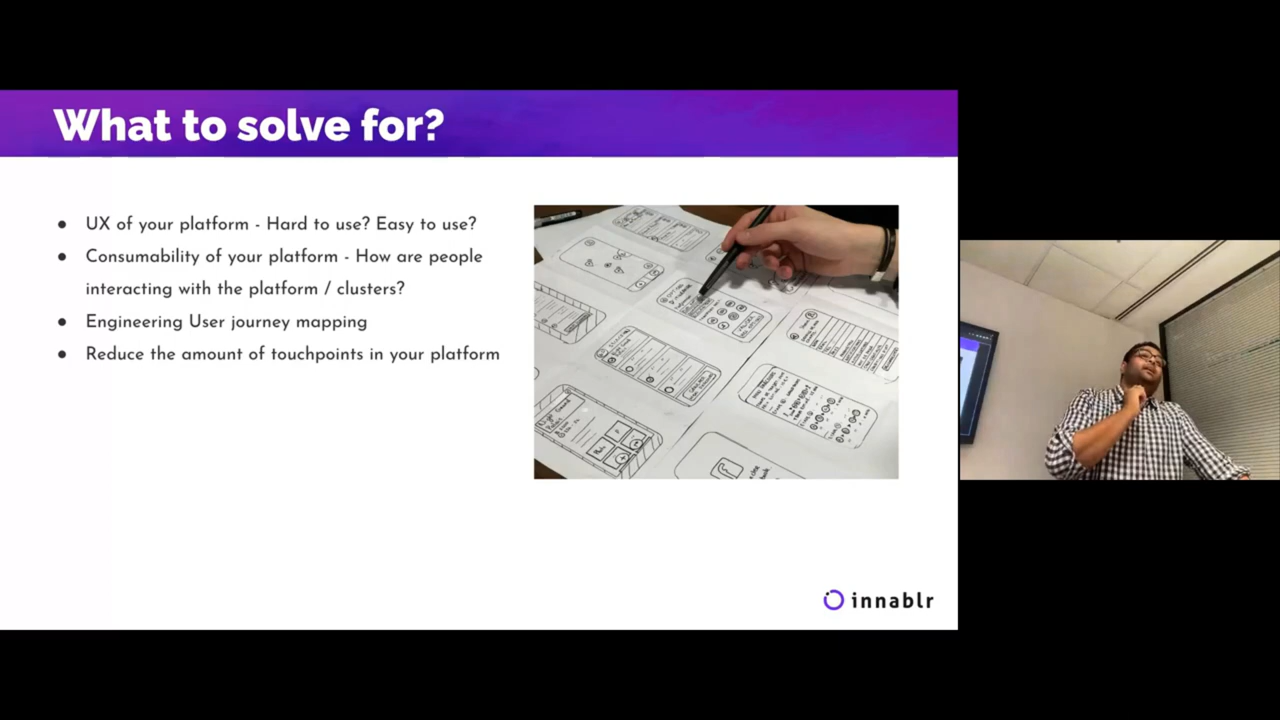 What to solve for?
● UX of your platform - Hard to use? Easy to use?
● Consumability of your platform - How are people
interacting with the platform / clusters?
● Engineering User journey mapping
● Reduce the amount of touchpoints in your platform
innablr